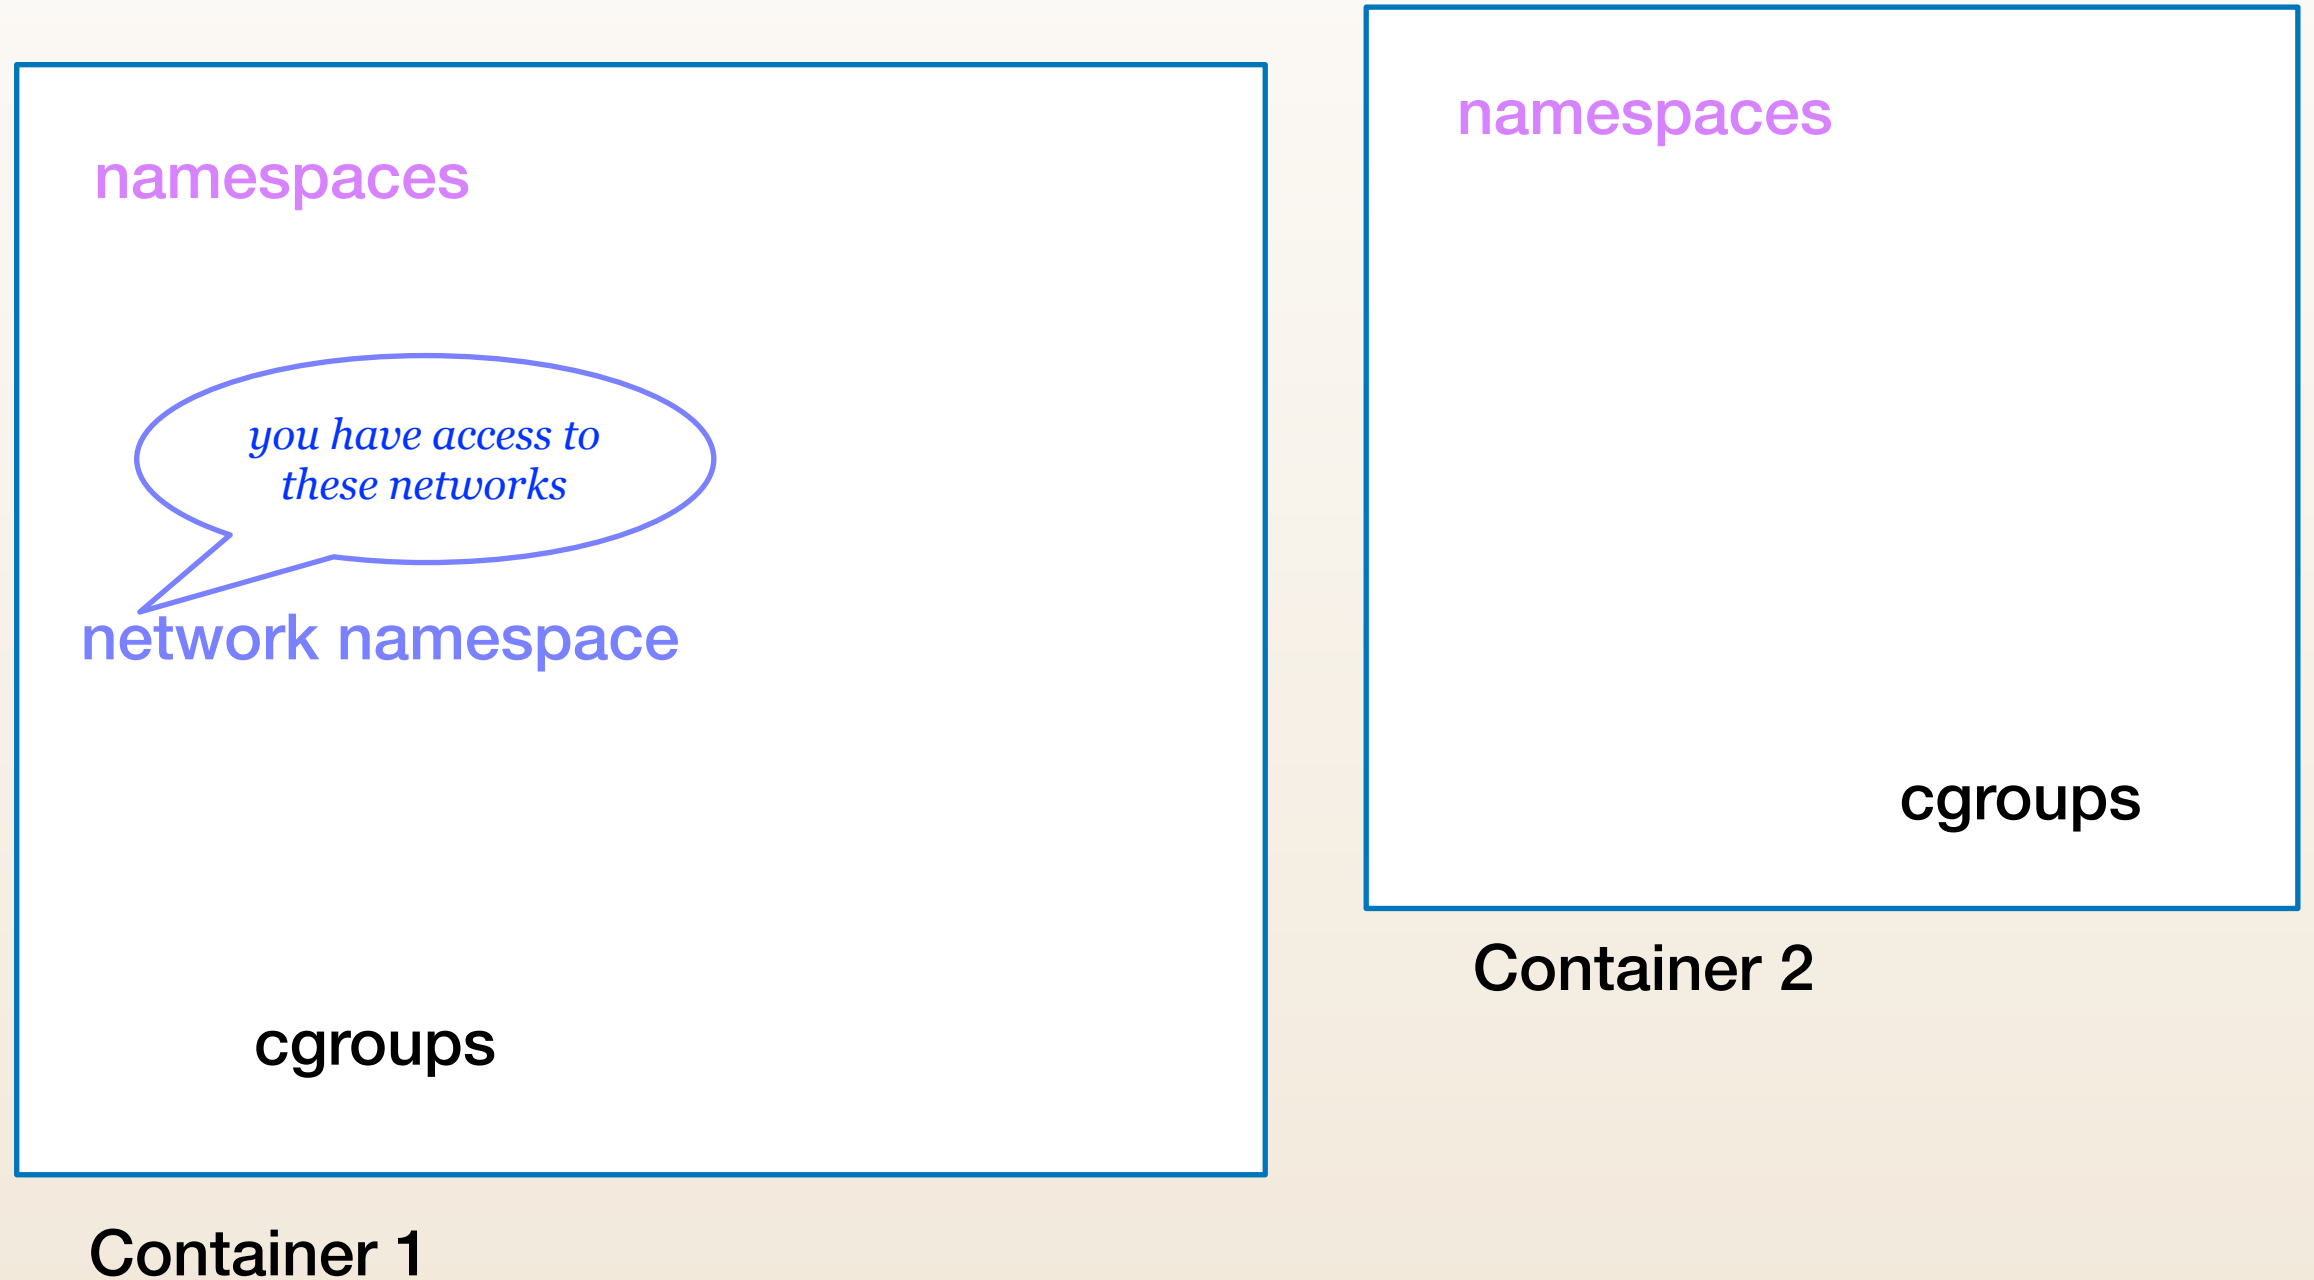 namespaces
you have access to
these networks
network namespace
cgroups
Container 1
namespaces
cgroups
Container 2